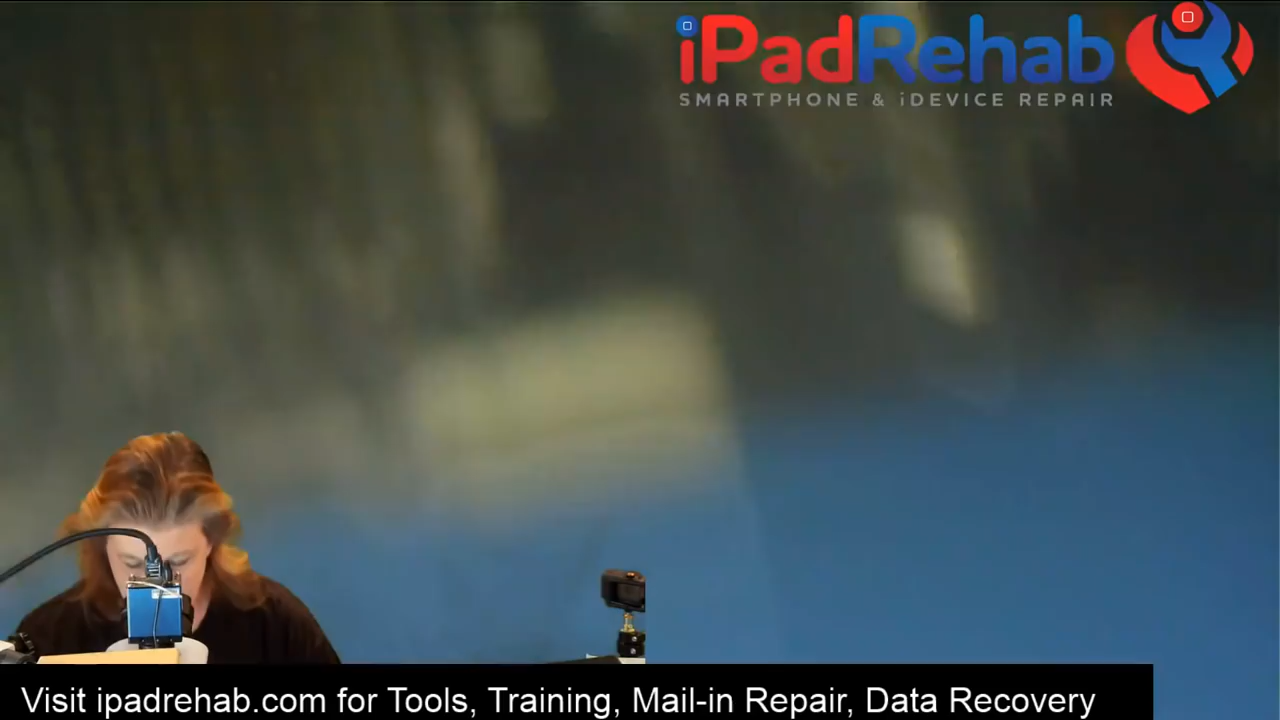 iPadRehab
SMARTPHONE & iDEVICE REPAIR
Visit ipadrehab.com for Tools, Training, Mail-in Repair, Data Recovery